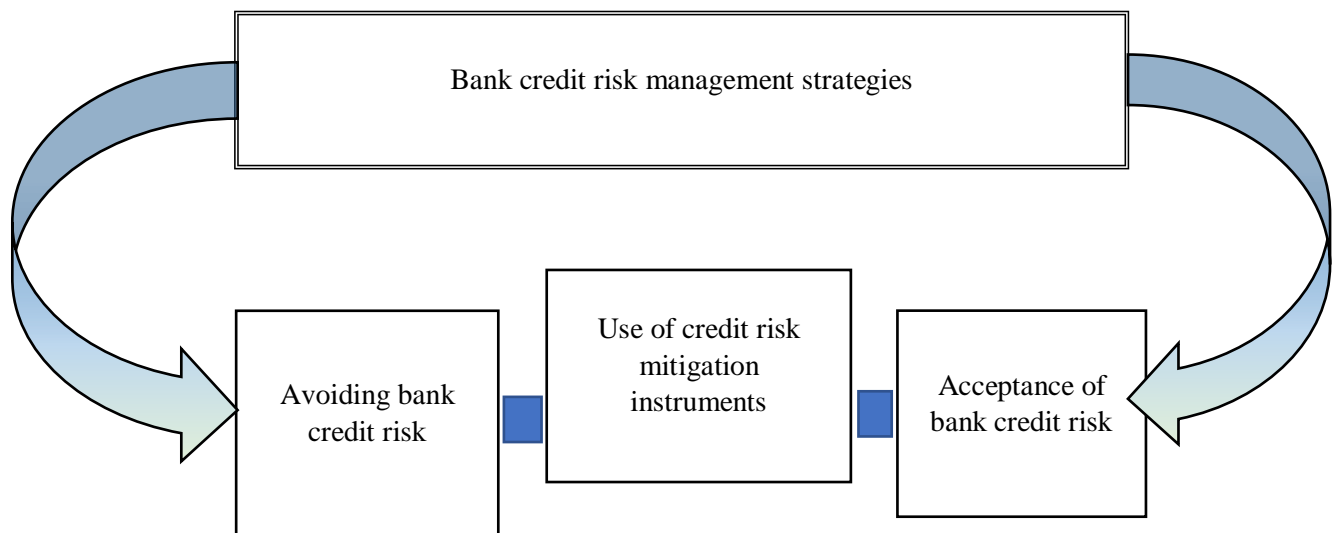 Bank credit risk management strategies
Use of credit risk
mitigation
instruments
Avoiding bank
credit risk
Acceptance of
bank credit risk